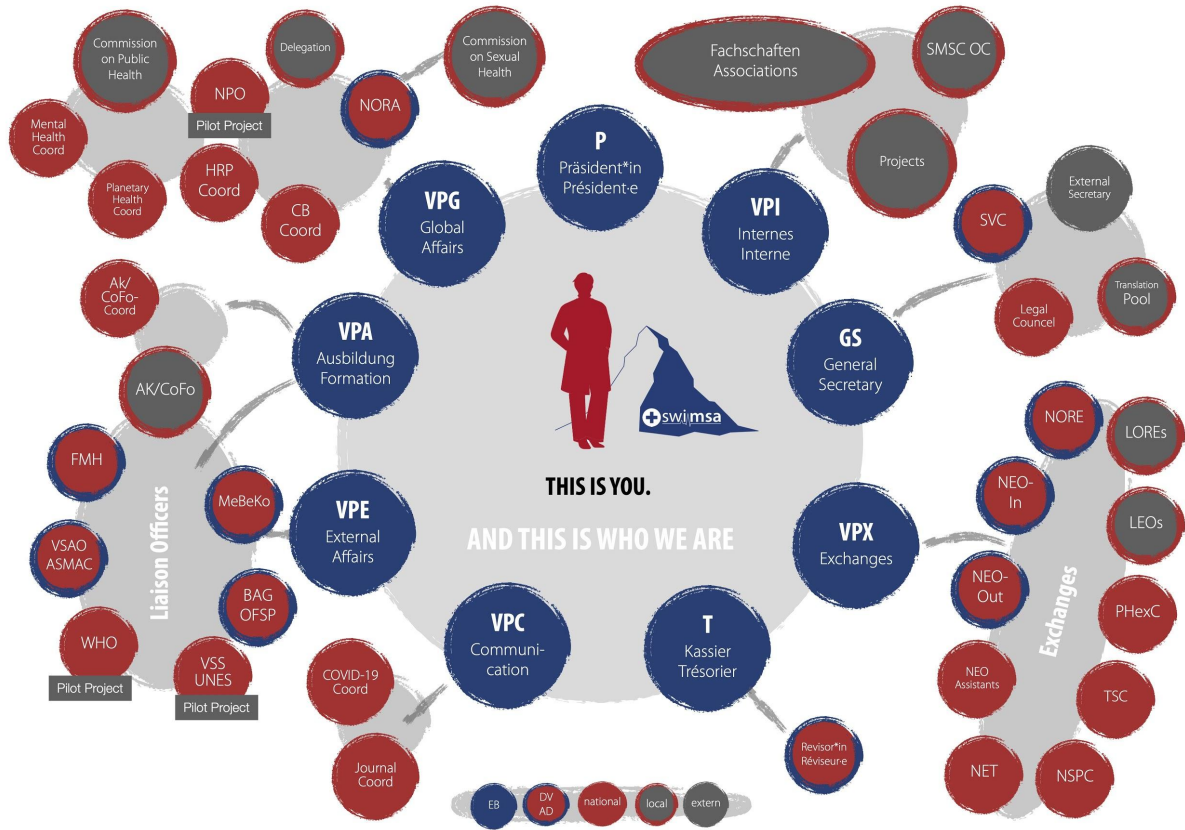 Commission
on Public
Health
Delegation
Commission
on Sexual
Health
NPO
Pilot Project
NORA
Mental
Health
Coord
Planetary
Health
Coord
HRP
Coord
CB
Coord
Fachschaften
Associations
SMSC OC
Projects
P
Präsident*in
Président·e
VPG
Global
Affairs
VPI
Internes
Interne
External
Secretary
SVC
Translation
Pool
Legal
Councel
Ak/
CoFo-
Coord
VPA
Ausbildung
Formation
GS
General
Secretary
AK/CoFo
FMH
MeBeKo
VSAO
ASMAC
BAG
OFSP
WHO
Pilot Project
VSS
UNES
Pilot Project
Liaison Officers
swimsa
THIS IS YOU.
AND THIS IS WHO WE ARE
VPE
External
Affairs
VPX
Exchanges
NORE
LOREs
NEO-
In
LEOs
NEO-
Out
PHexC
NEO
Assistants
TSC
NET
NSPC
Exchanges
VPC
Communi-
cation
T
Kassier
Trésorier
COVID-19
Coord
Journal
Coord
Revisor*in
Réviseur·e
EB
DV
AD
national
local
extern